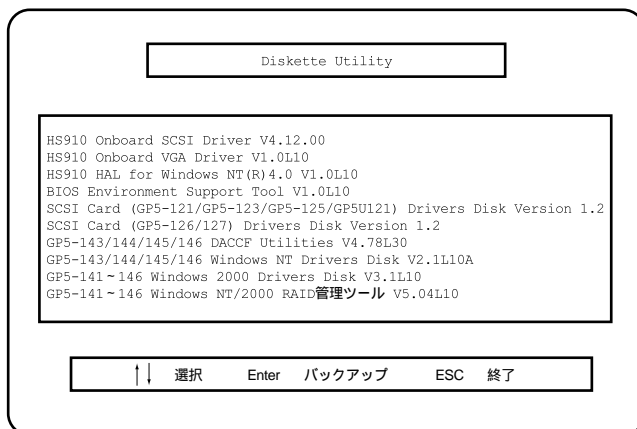 Diskette Utility
HS910 Onboard SCSI Driver V4.12.00
HS910 Onboard VGA Driver V1.0L10
HS910 HAL for Windows NT(R)4.0 V1.0L10
BIOS Environment Support Tool V1.0L10
SCSI Card (GP5-121/GP5-123/GP5-125/GP5U121) Drivers Disk Version 1.2
SCSI Card (GP5-126/127) Drivers Disk Version 1.2
GP5-143/144/145/146 DACCF Utilities V4.78L30
GP5-143/144/145/146 Windows NT Drivers Disk V2.1L10A
GP5-141~146 Windows 2000 Drivers Disk V3.1L10
GP5-141~146 Windows NT/2000 RAID管理ツール V5.04L10
↑↓ 選択 Enter バックアップ ESC 終了